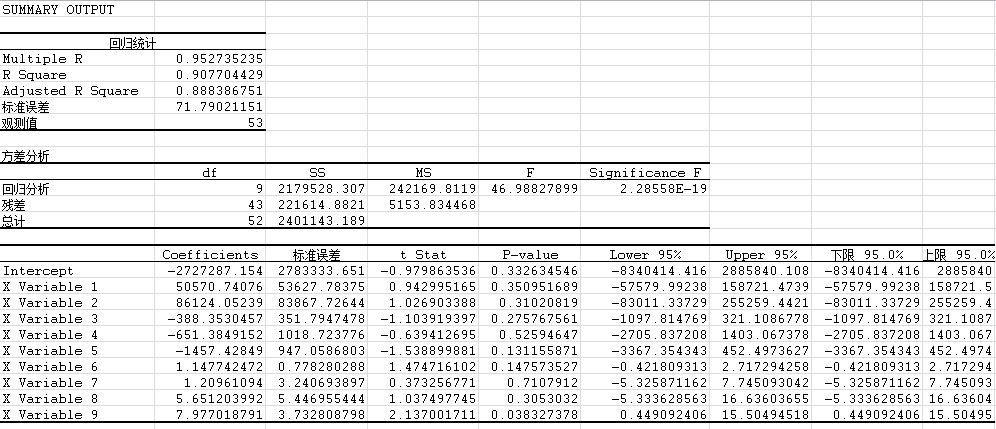 SUMMARY OUTPUT
回归统计
Multiple R 0.952735235
R Square 0.907704429
Adjusted R Square 0.888386751
标准误差 71.79021151
观测值 53
方差分析
df SS MS F Significance F
回归分析 9 2179528.307 242169.8119 46.98827899 2.28558E-19
残差 43 221614.8821 5153.834468
总计 52 2401143.189
Coefficients 标准误差 t Stat P-value Lower 95% Upper 95% 下限 95.0% 上限 95.0%
Intercept -2727287.154 2783333.651 -0.979863536 0.332634546 -8340414.416 2885840.108 -8340414.416 2885840
X Variable 1 50570.74076 53627.78375 0.942995165 0.350951689 -57579.99238 158721.4739 -57579.99238 158721.5
X Variable 2 86124.05239 83867.72644 1.026903388 0.31020819 -83011.33729 255259.4421 -83011.33729 255259.4
X Variable 3 -388.3530457 351.7947478 -1.103919397 0.275767561 -1097.814769 321.1086778 -1097.814769 321.1087
X Variable 4 -651.3849152 1018.723776 -0.639412695 0.52594647 -2705.837208 1403.067378 -2705.837208 1403.067
X Variable 5 -1457.42849 947.0586803 -1.538899881 0.131155871 -3367.354343 452.4973627 -3367.354343 452.4974
X Variable 6 1.147742472 0.778280288 1.474716102 0.147573527 -0.421809313 2.717294258 -0.421809313 2.717294
X Variable 7 1.20961094 3.240693897 0.373256771 0.7107912 -5.325871162 7.745093042 -5.325871162 7.745093
X Variable 8 5.651203992 5.446955444 1.037497745 0.3053032 -5.333628563 16.63603655 -5.333628563 16.63604
X Variable 9 7.977018791 3.732808798 2.137001711 0.038327378 0.449092406 15.50494518 0.449092406 15.50495